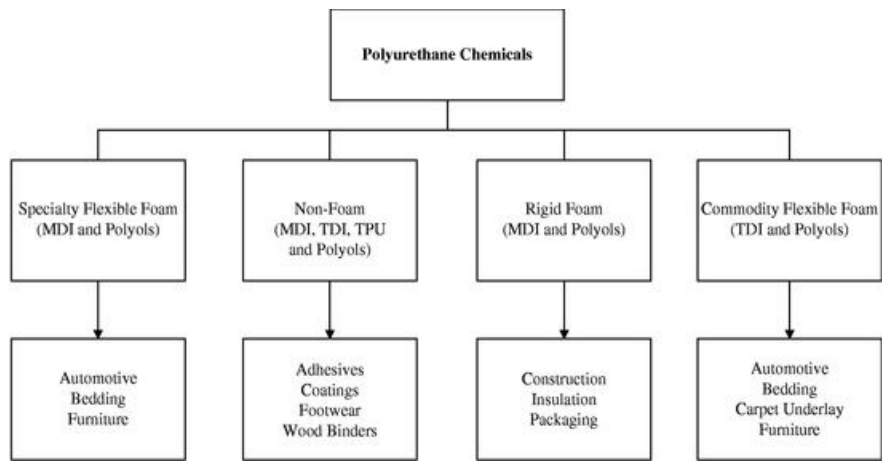 Polyurethane Chemicals
Specialty Flexible Foam
(MDI and Polyols)
Non-Foam
(MDI, TDI, TPU
and Polyols)
Rigid Foam
(MDI and Polyols)
Commodity Flexible Foam
(TDI and Polyols)
Automotive
Bedding
Furniture
Adhesives
Coatings
Footwear
Wood Binders
Construction
Insulation
Packaging
Automotive
Bedding
Carpet Underlay
Furniture